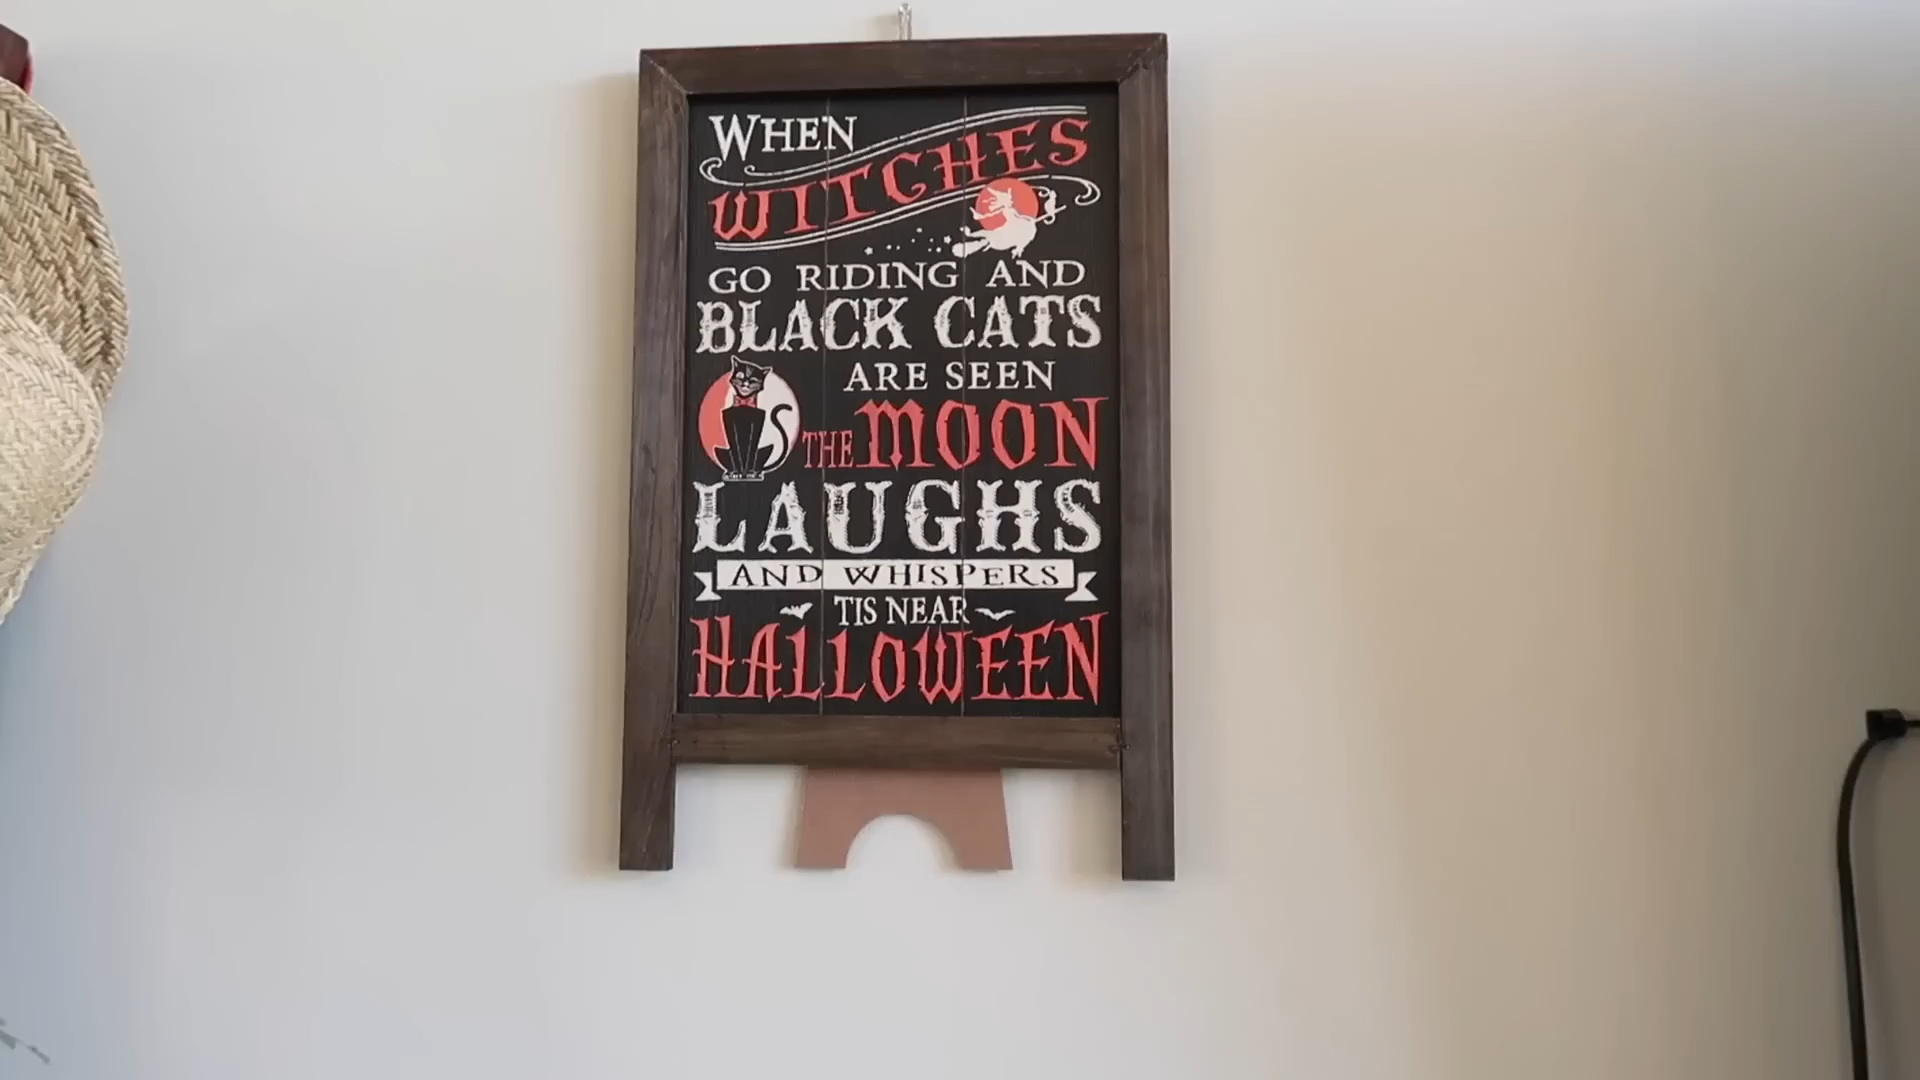 WHEN
WITCHES
GO RIDING AND
BLACK CATS
ARE SEEN
THE MOON
LAUGHS
AND WHISPERS
TIS NEAR
HALLOWEEN